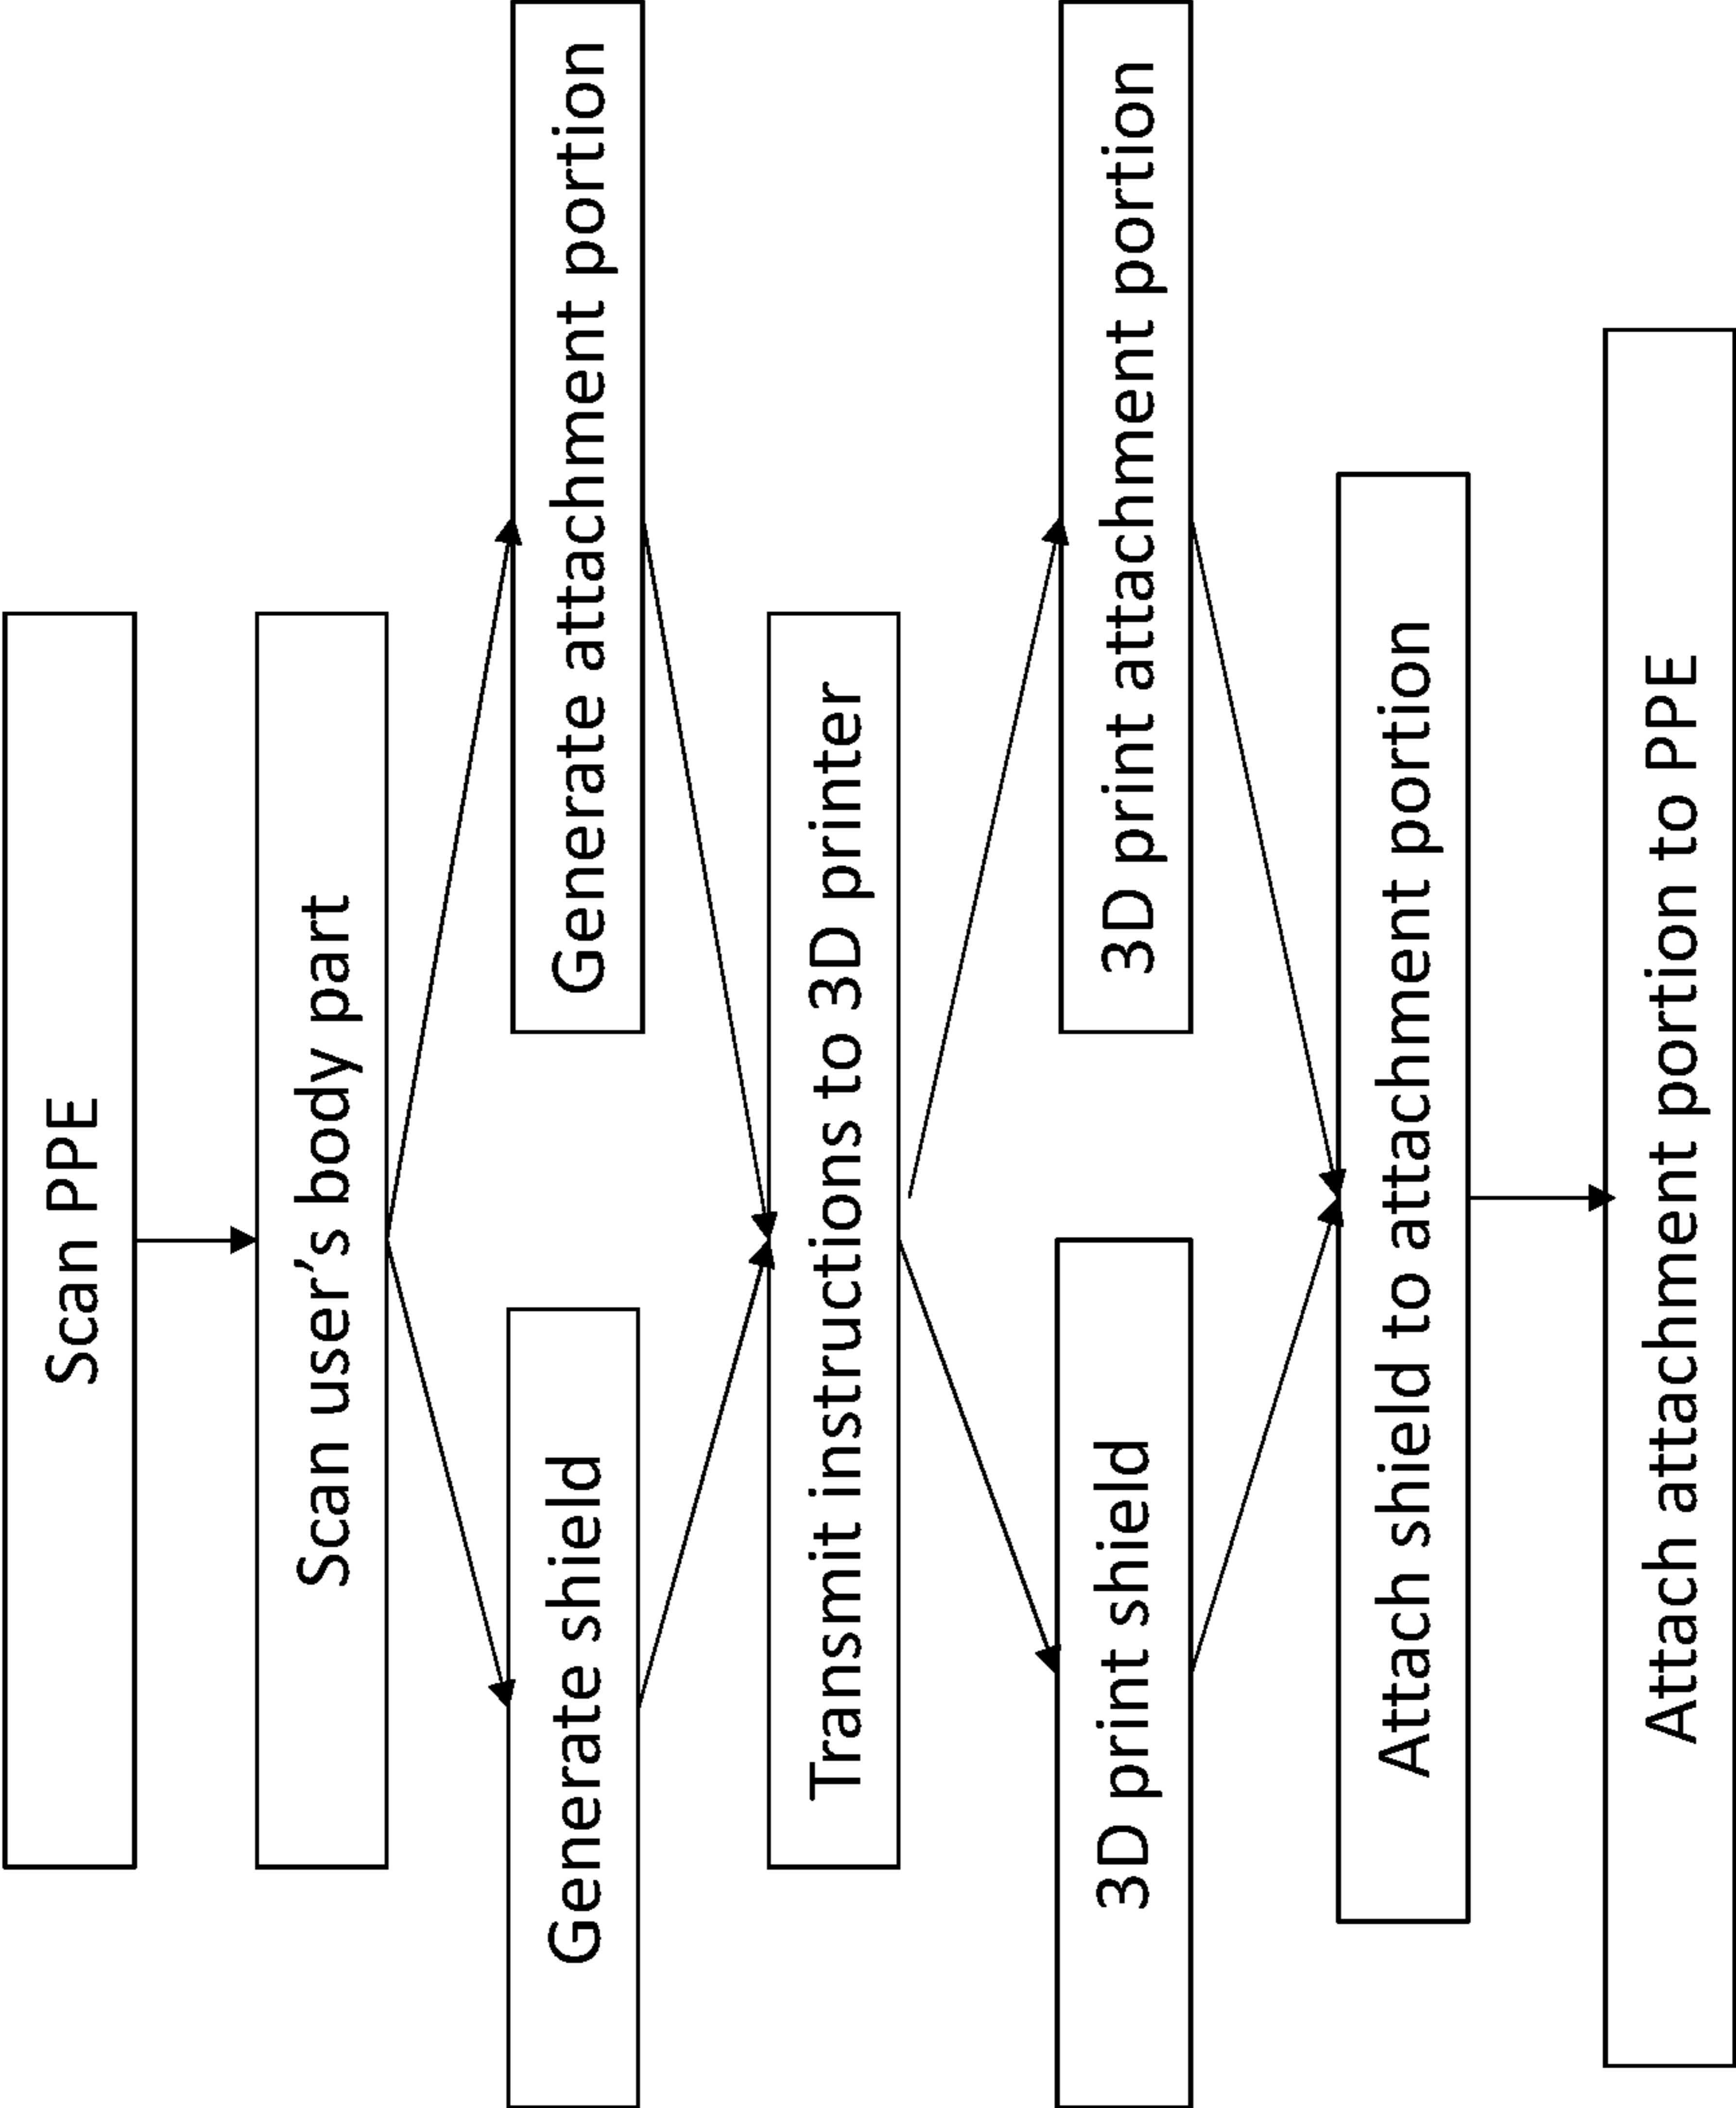 Scan PPE
Scan user’s body part
Generate shield
Generate attachment portion
Transmit instructions to 3D printer
3D print shield
3D print attachment portion
Attach shield to attachment portion
Attach attachment portion to PPE